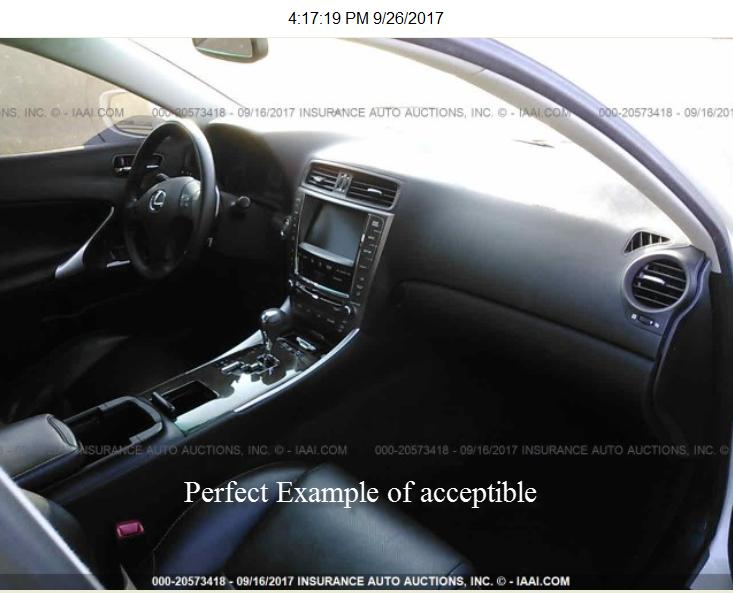 4:17:19 PM 9/26/2017
NS, INC. © - IAAI.COM 000-20573418 - 09/16/2017 INSURANCE AUTO AUCTIONS, INC. © - IAAI.COM 000-20573418 - 09/16/201
INSURANCE AUTO AUCTIONS, INC. © - IAAI.COM 000-20573418 - 09/16/2017 INSURANCE AUTO AUCTIONS, INC. ©
Perfect Example of acceptible
000-20573418 - 09/16/2017 INSURANCE AUTO AUCTIONS, INC. © - IAAI.COM